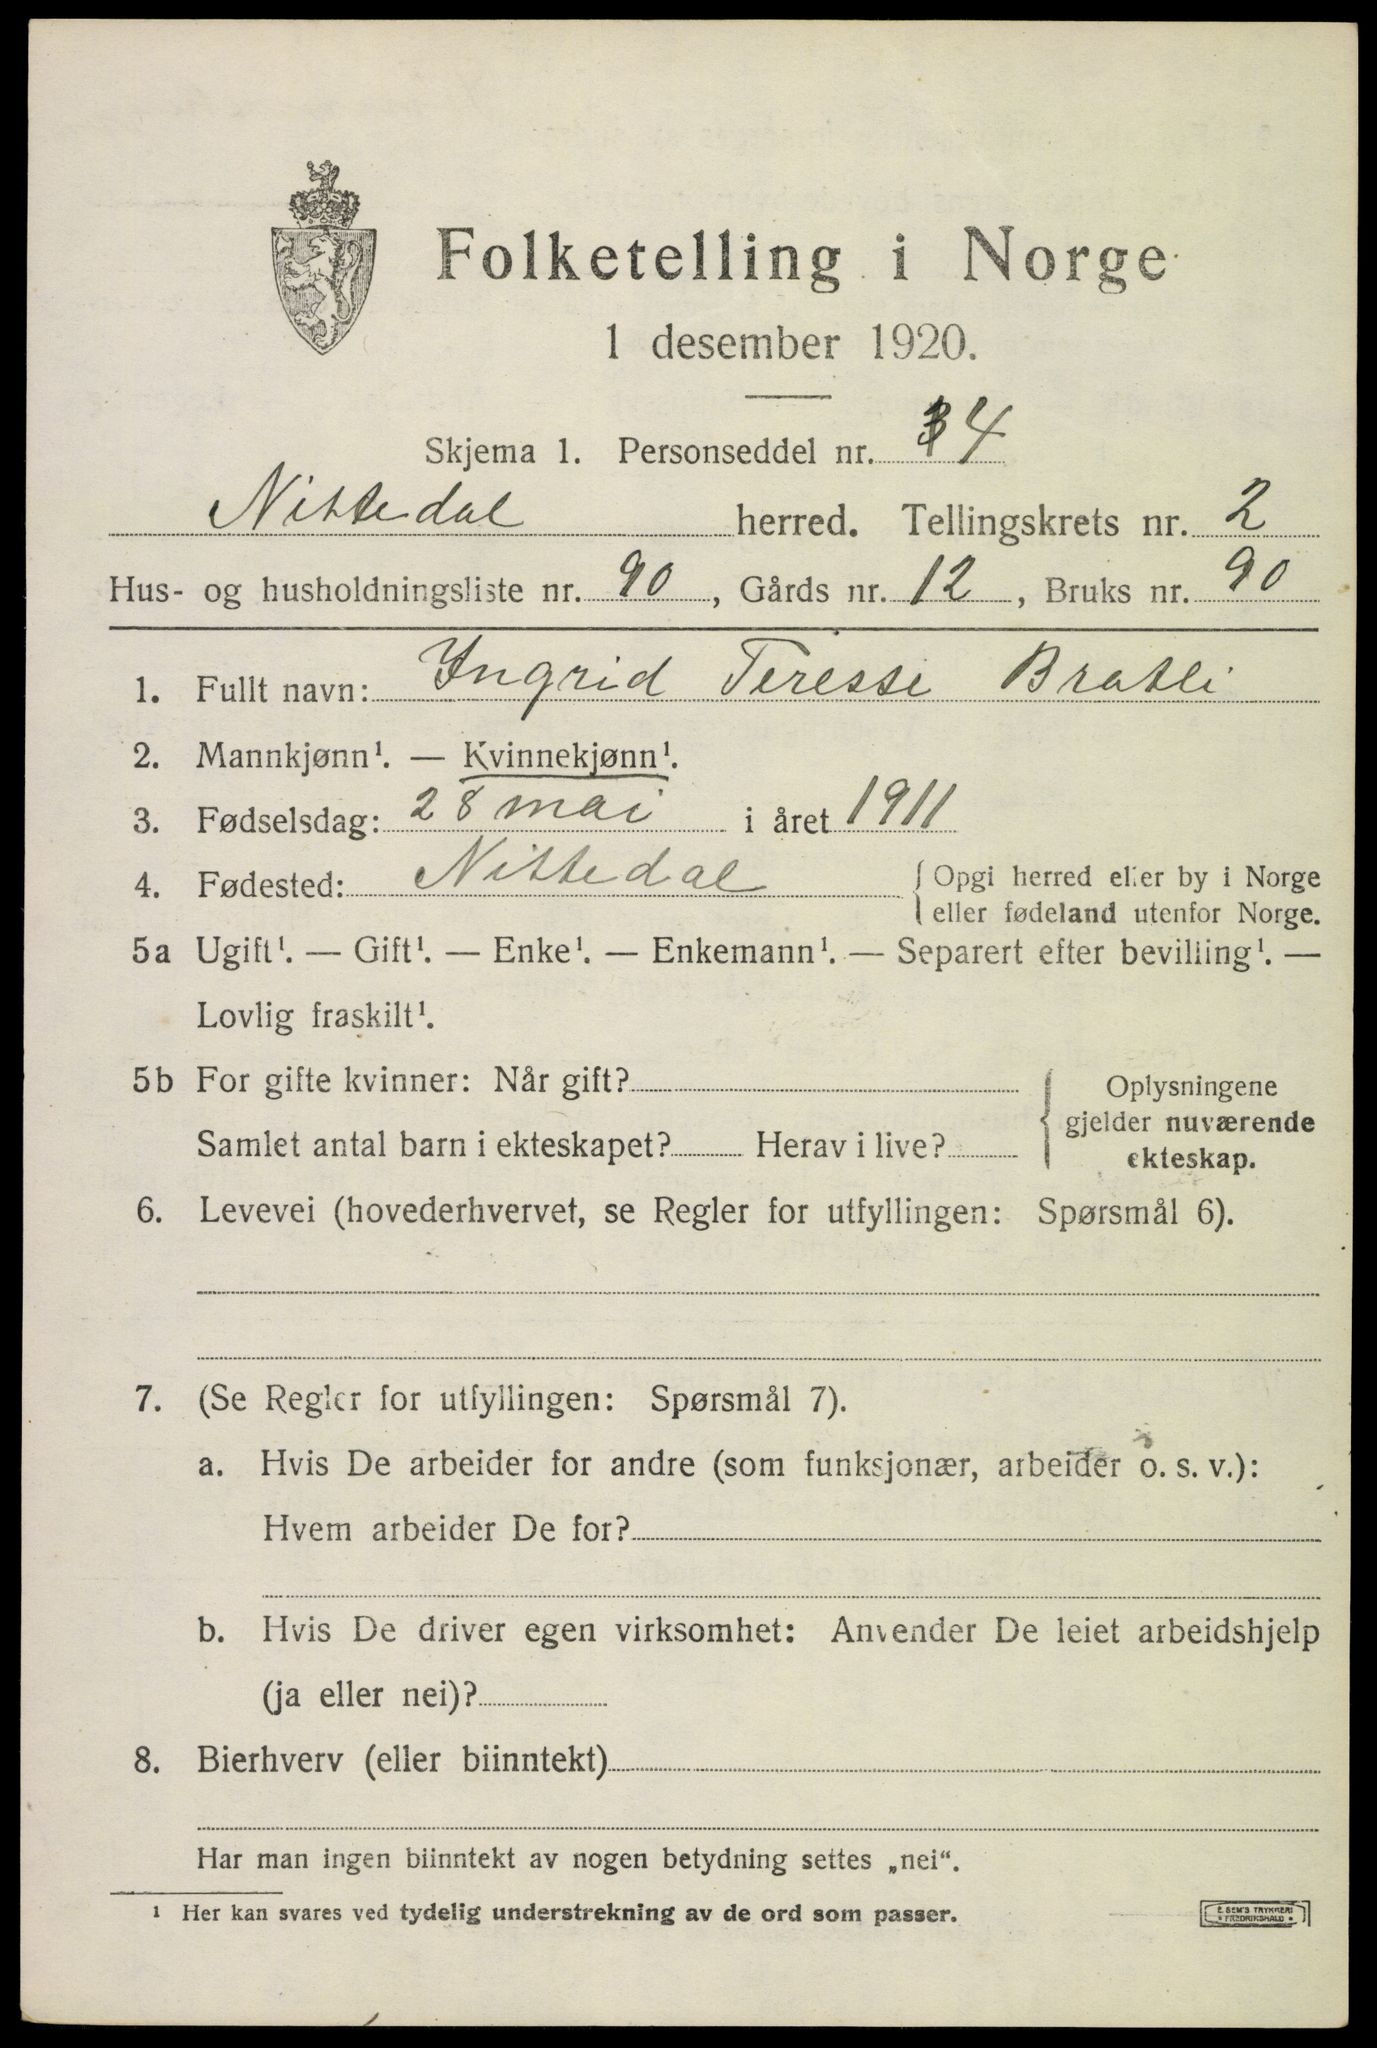 Folketelling i Norge
1 desember 1920.
Skjema 1. Personseddel nr. 4
Nittedal herred. Tellingskrets nr. 2
Hus- og husholdningsliste nr. 90, Gårds nr. 12, Bruks nr. 90
1. Fullt navn: Yngrid Teresse Bratli
2. Mannkjønn¹. — Kvinnekjønn¹.
3. Fødselsdag: 28 mai i året 1911
4. Fødested: Nittedal { Opgi herred eller by i Norge
eller fødeland utenfor Norge.
5a Ugift¹. — Gift¹. — Enke¹. — Enkemann¹. — Separert efter bevilling¹. —
Lovlig fraskilt¹.
5b For gifte kvinner: Når gift? { Oplysningene
gjelder nuværende
Samlet antal barn i ekteskapet? Herav i live? ekteskap.
6. Levevei (hovederhvervet, se Regler for utfyllingen: Spørsmål 6).
7. (Se Regler for utfyllingen: Spørsmål 7).
a. Hvis De arbeider for andre (som funksjonær, arbeider o. s. v.):
Hvem arbeider De for?
b. Hvis De driver egen virksomhet: Anvender De leiet arbeidshjelp
(ja eller nei)?
8. Bierhverv (eller biinntekt)
Har man ingen biinntekt av nogen betydning settes „nei“.
¹ Her kan svares ved tydelig understrekning av de ord som passer.
E. SEM'S TRYKKERI
• FREDRIKSHALD •